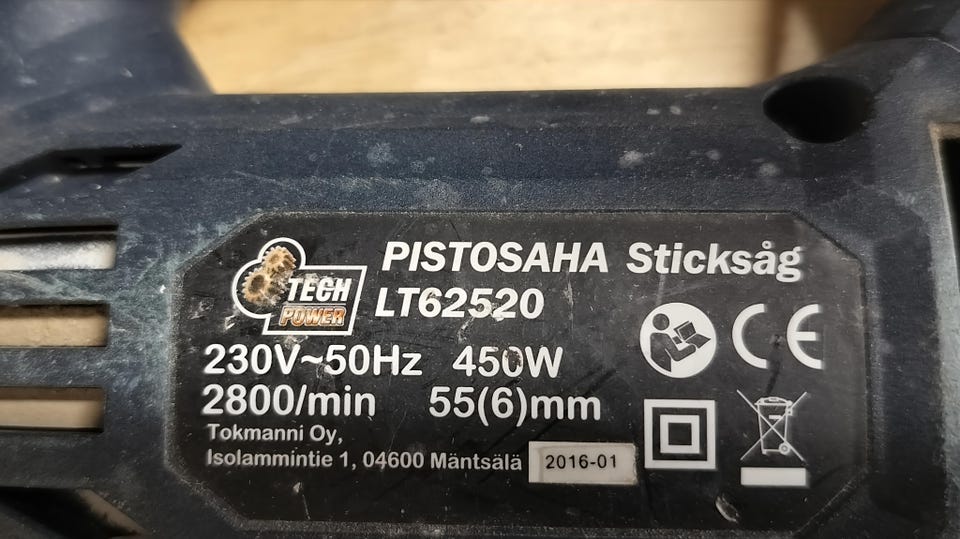 TECH
POWER
PISTOSAHA Sticksåg
LT62520
230V~50Hz 450W
2800/min 55(6)mm
Tokmanni Oy,
Isolammintie 1, 04600 Mäntsälä 2016-01
CE